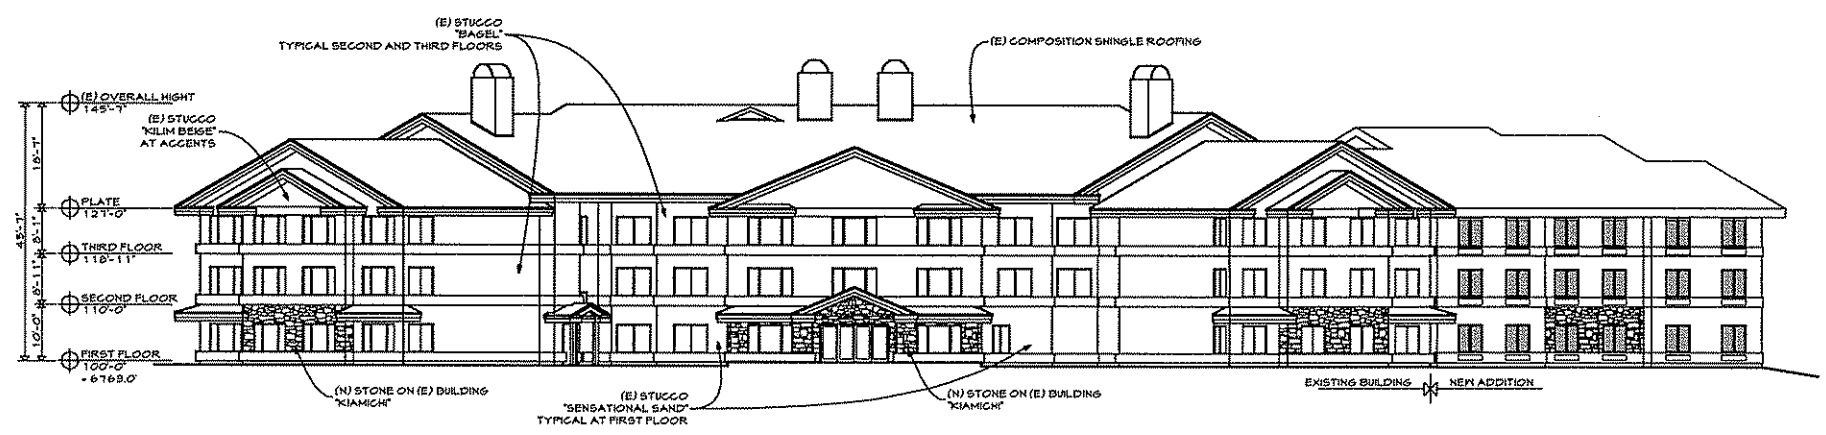 (E) STUCCO
"BAGEL"
TYPICAL SECOND AND THIRD FLOORS
(E) COMPOSITION SHINGLE ROOFING
(E) OVERALL HIGHT
145'-7"
(E) STUCCO
"KILIM BEIGE"
AT ACCENTS
18'-7"
PLATE
127'-0"
45'-7"
8'-1"
THIRD FLOOR
118'-11"
8'-11"
SECOND FLOOR
110'-0"
10'-0"
FIRST FLOOR
100'-0"
= 6769.0'
(N) STONE ON (E) BUILDING
"KIAMICHI"
(E) STUCCO
"SENSATIONAL SAND"
TYPICAL AT FIRST FLOOR
(N) STONE ON (E) BUILDING
"KIAMICHI"
EXISTING BUILDING
NEW ADDITION